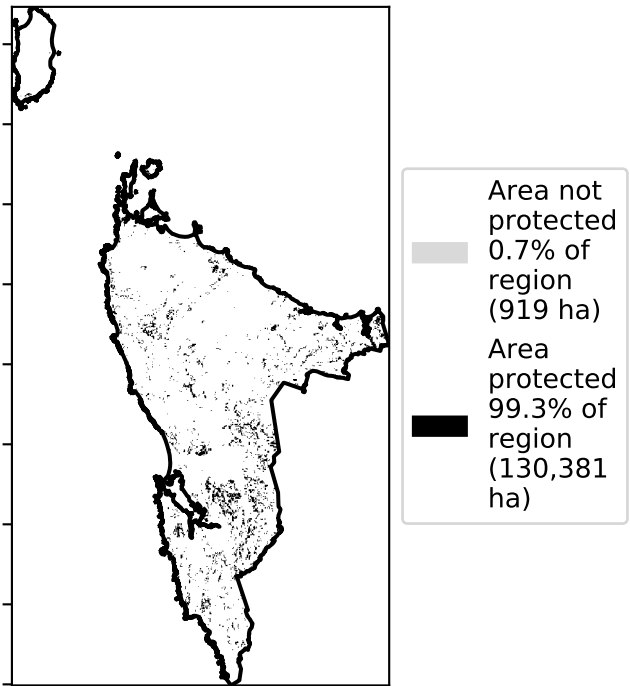 Area not
protected
0.7% of
region
(919 ha)
Area
protected
99.3% of
region
(130,381
ha)